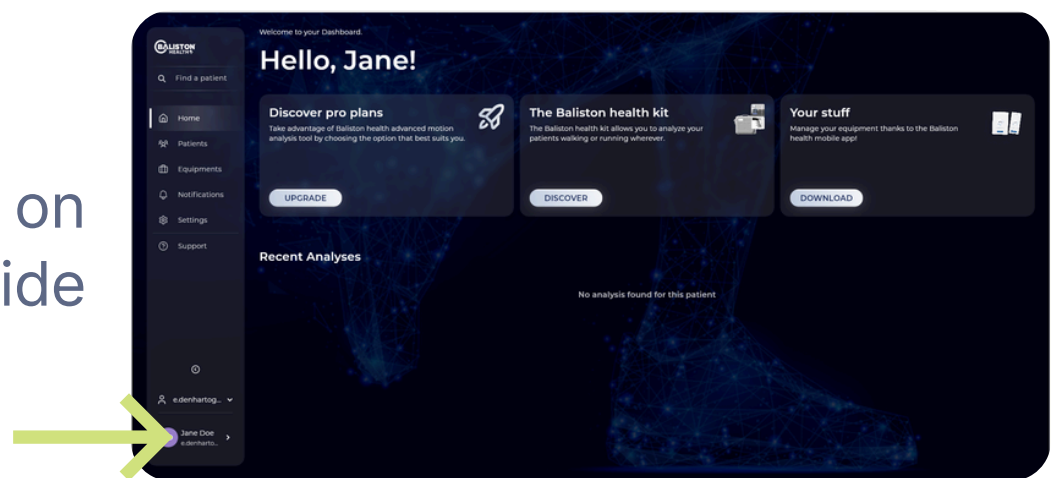 on
ide
BALISTON
HEALTH
Find a patient
Home
Patients
Equipments
Notifications
Settings
Support
e.denhartog...
Jane Doe
e.denharto...
Welcome to your Dashboard.
Hello, Jane!
Discover pro plans
Take advantage of Baliston health advanced motion
analysis tool by choosing the option that best suits you.
UPGRADE
The Baliston health kit
The Baliston health kit allows you to analyze your
patients walking or running wherever.
DISCOVER
Your stuff
Manage your equipment thanks to the Baliston
health mobile app!
DOWNLOAD
Recent Analyses
No analysis found for this patient